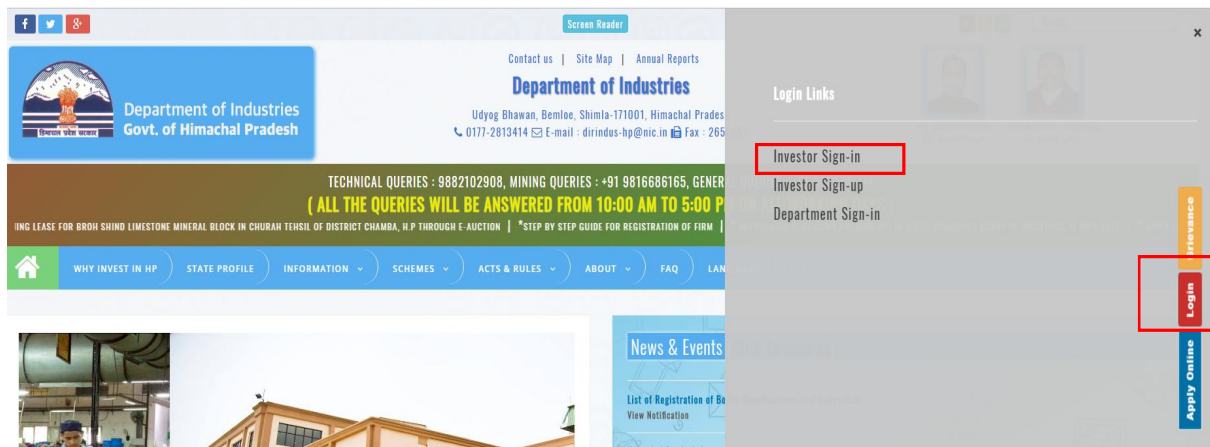 Screen Reader
Contact us | Site Map | Annual Reports
Department of Industries
Udyog Bhawan, Bemloe, Shimla-171001, Himachal Prades
0177-2813414 E-mail : dirindus-hp@nic.in Fax : 265
Department of Industries
Govt. of Himachal Pradesh
हिमाचल प्रदेश सरकार
TECHNICAL QUERIES : 9882102908, MINING QUERIES : +91 9816686165, GENER
( ALL THE QUERIES WILL BE ANSWERED FROM 10:00 AM TO 5:00 P
ING LEASE FOR BROH SHIND LIMESTONE MINERAL BLOCK IN CHURAH TEHSIL OF DISTRICT CHAMBA, H.P THROUGH E-AUCTION | *STEP BY STEP GUIDE FOR REGISTRATION OF FIRM |
WHY INVEST IN HP STATE PROFILE INFORMATION SCHEMES ACTS & RULES ABOUT FAQ LAN
News & Events
List of Registration of Bo
View Notification
x
Login Links
Investor Sign-in
Investor Sign-up
Department Sign-in
Grievance
Login
Apply Online